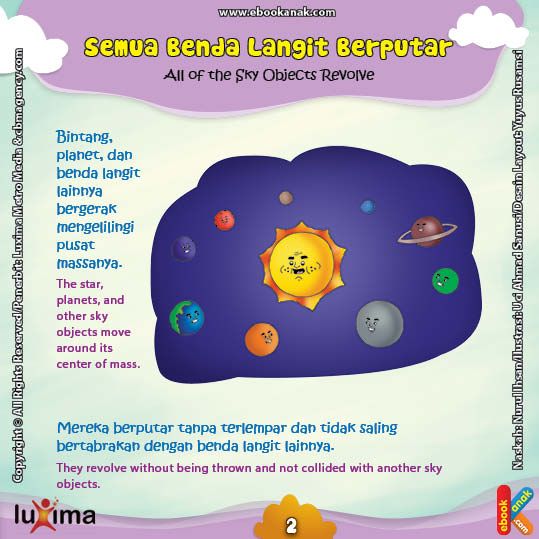 www.ebookanak.com
Semua Benda Langit Berputar
All of the Sky Objects Revolve
Bintang,
planet, dan
benda langit
lainnya
bergerak
mengelilingi
pusat
massanya.
The star,
planets, and
other sky
objects move
around its
center of mass.
Mereka berputar tanpa terlempar dan tidak saling
bertabrakan dengan benda langit lainnya.
They revolve without being thrown and not collided with another sky
objects.
Copyright © All Rights Reserved/Penerbit: Luxima Metro Media &cbmagency.com
Naskah: Nurul Ihsan/Ilustrasi: Uci Ahmad Sanusi/Desain Layout: Yuyus Rusamsi
luxima
2
ebook
anak
.com